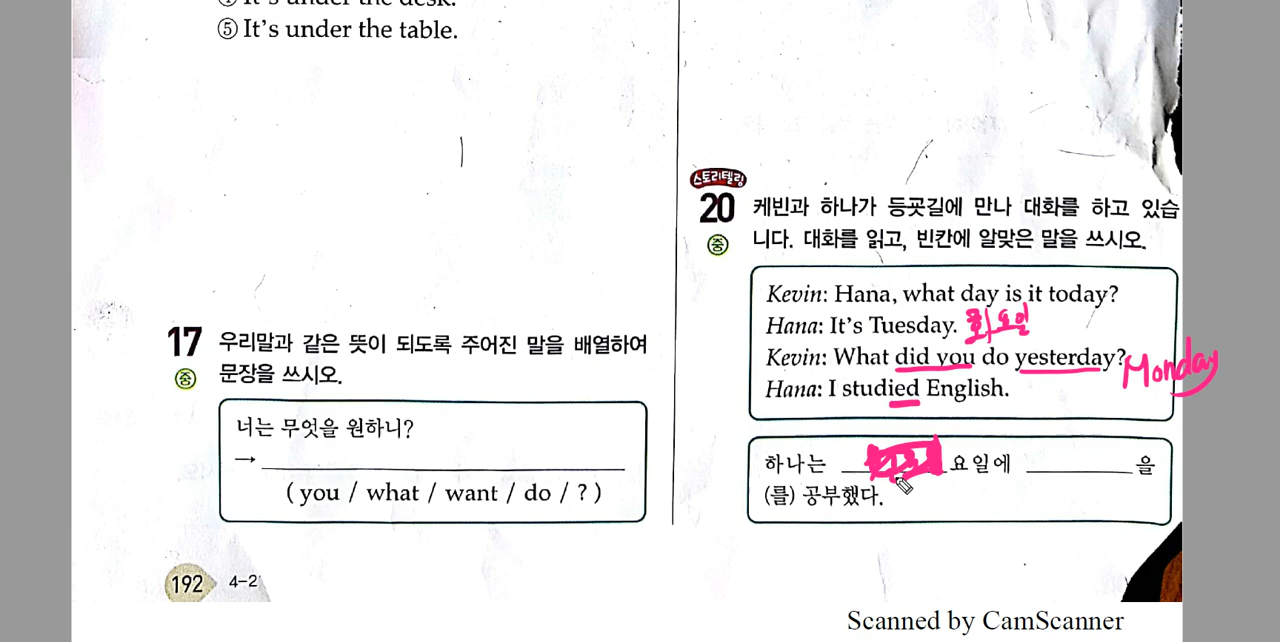 ⑤ It's under the table.
17 우리말과 같은 뜻이 되도록 주어진 말을 배열하여
중 문장을 쓰시오.
너는 무엇을 원하니?
→
( you / what / want / do / ? )
192 4-2
스토리텔링
20 케빈과 하나가 등굣길에 만나 대화를 하고 있습
중 니다. 대화를 읽고, 빈칸에 알맞은 말을 쓰시오.
Kevin: Hana, what day is it today?
Hana: It's Tuesday. 화요일
Kevin: What did you do yesterday? Monday
Hana: I studied English.
하나는 요일에 을
(를) 공부했다.
Scanned by CamScanner